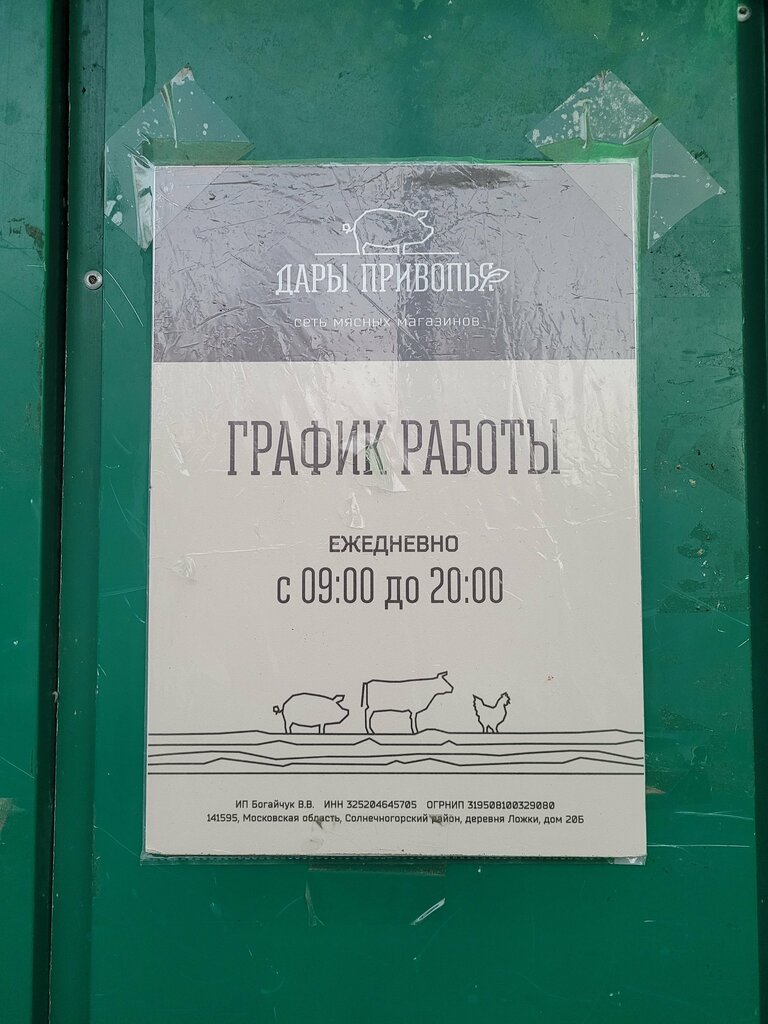 ДАРЫ ПРИВОЛЬЯ
сеть мясных магазинов
ГРАФИК РАБОТЫ
ЕЖЕДНЕВНО
с 09:00 до 20:00
ИП Богайчук В.В. ИНН 325204645705 ОГРНИП 319508100329080
141595, Московская область, Солнечногорский район, деревня Ложки, дом 20Б